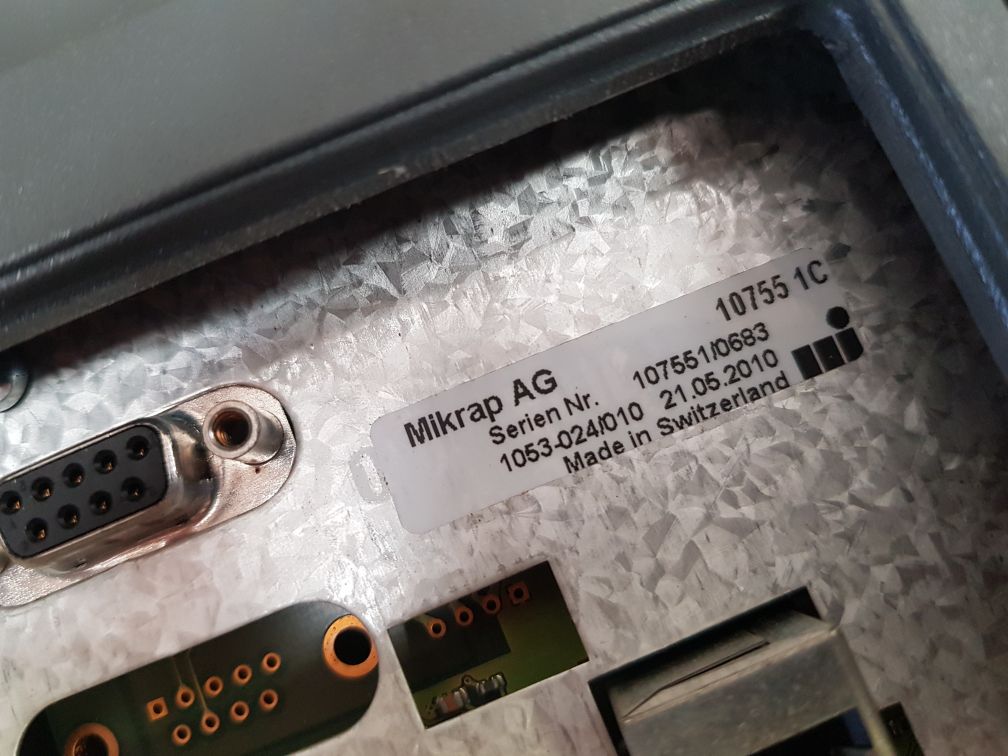 Mikrap AG 10755 1C
Serien Nr. 107551/0683
1053-024/010 21.05.2010
Made in Switzerland